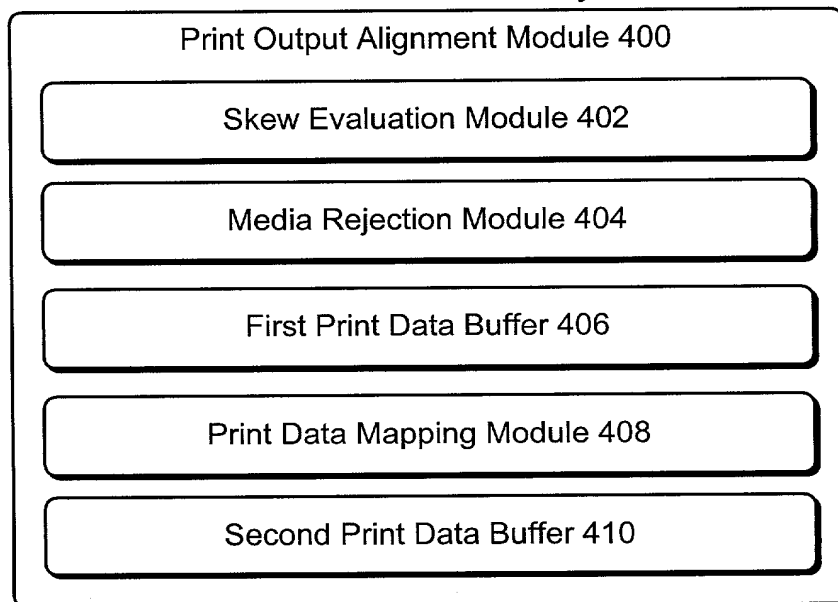 Print Output Alignment Module 400
Skew Evaluation Module 402
Media Rejection Module 404
First Print Data Buffer 406
Print Data Mapping Module 408
Second Print Data Buffer 410